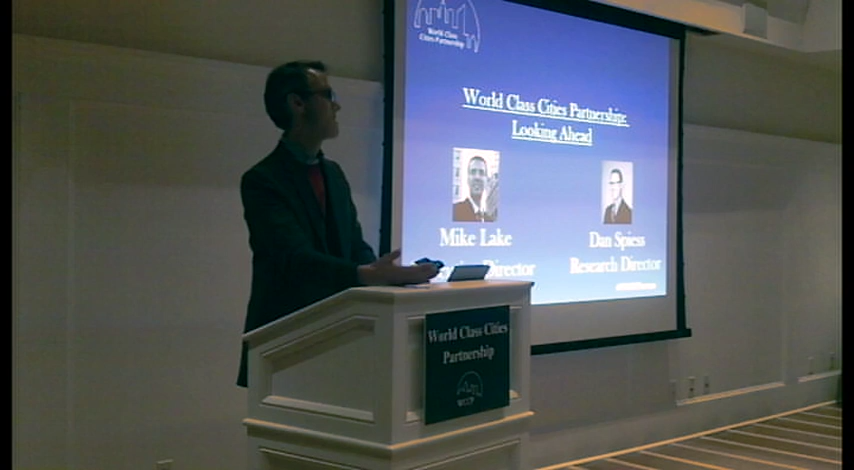 World Class
Cities Partnership
World Class Cities Partnership:
Looking Ahead
Mike Lake
Dan Spiess
Director
Research Director
World Class Cities
Partnership
WCCP